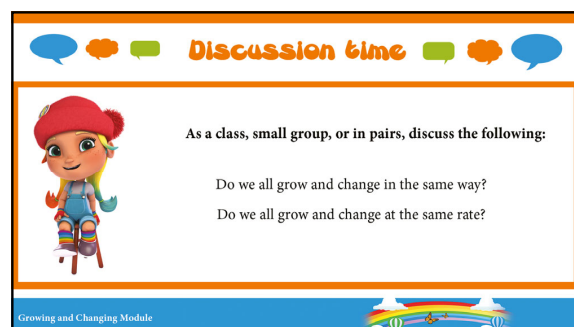 Discussion time
As a class, small group, or in pairs, discuss the following:
Do we all grow and change in the same way?
Do we all grow and change at the same rate?
Growing and Changing Module